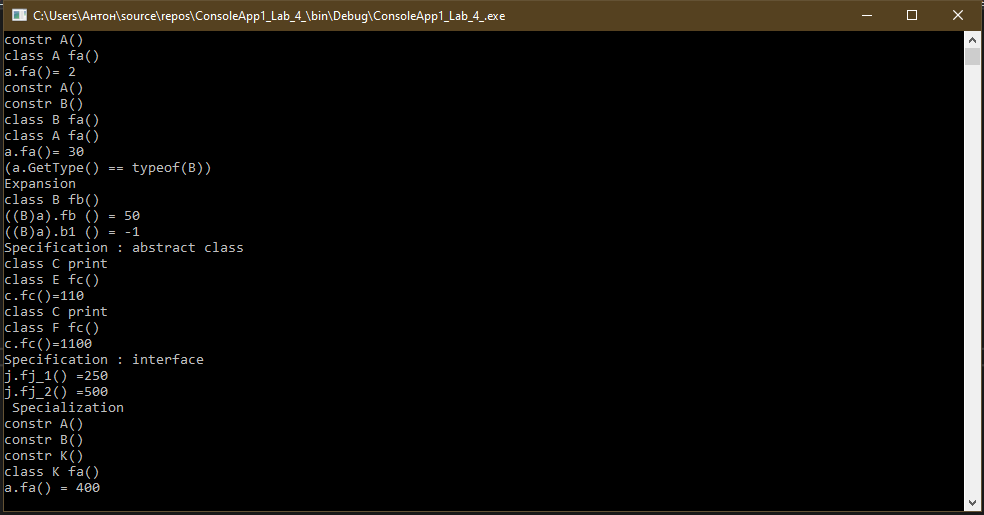 C:\Users\Антон\source\repos\ConsoleApp1_Lab_4_\bin\Debug\ConsoleApp1_Lab_4_.exe
constr A()
class A fa()
a.fa()= 2
constr A()
constr B()
class B fa()
class A fa()
a.fa()= 30
(a.GetType() == typeof(B))
Expansion
class B fb()
((B)a).fb () = 50
((B)a).b1 () = -1
Specification : abstract class
class C print
class E fc()
c.fc()=110
class C print
class F fc()
c.fc()=1100
Specification : interface
j.fj_1() =250
j.fj_2() =500
 Specialization
constr A()
constr B()
constr K()
class K fa()
a.fa() = 400